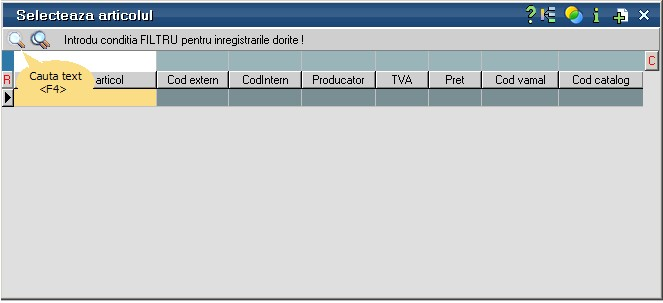 Selecteaza articolul
Introdu conditia FILTRU pentru inregistrarile dorite !
Cauta text
<F4>
C
R articol Cod extern CodIntern Producator TVA Pret Cod vamal Cod catalog